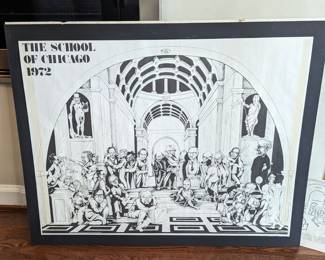 THE SCHOOL
OF CHICAGO
1972